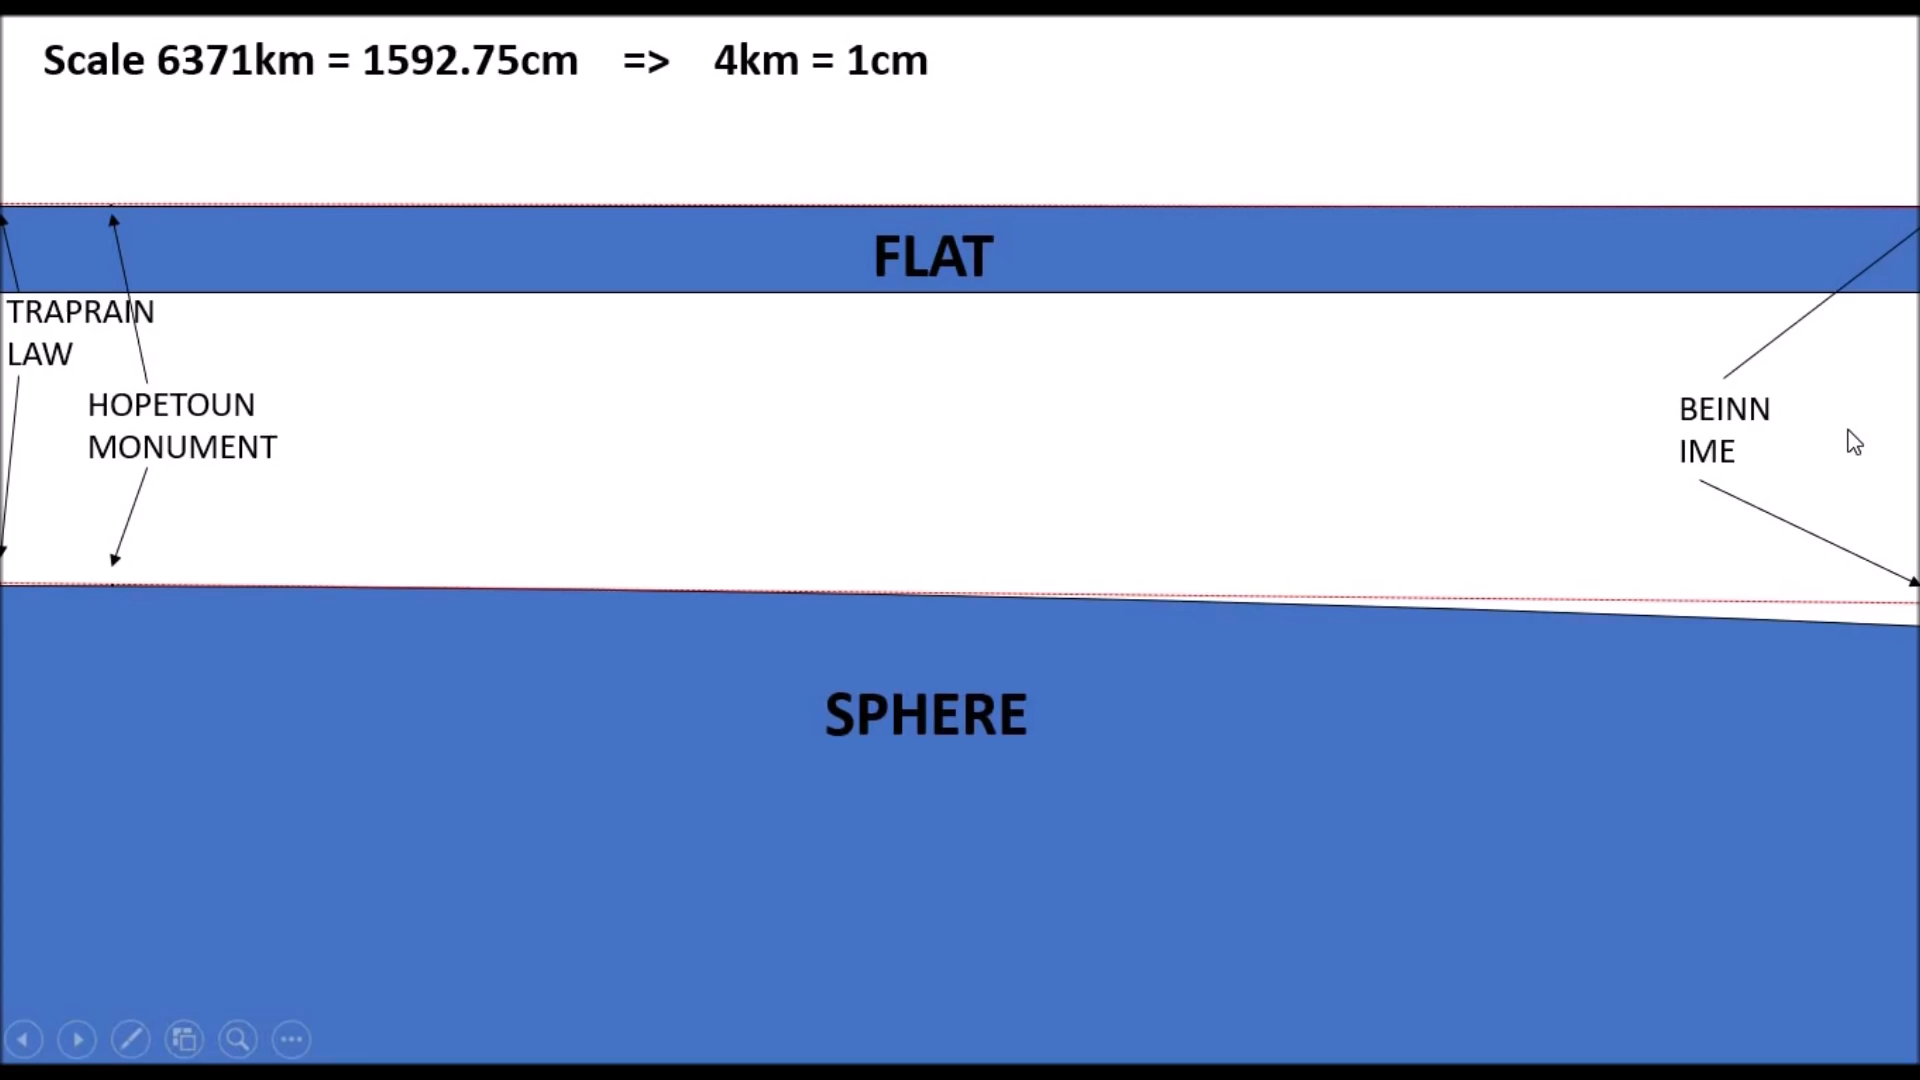 Scale 6371km = 1592.75cm => 4km = 1cm
FLAT
TRAPRAIN
LAW
HOPETOUN
MONUMENT
BEINN
IME
SPHERE